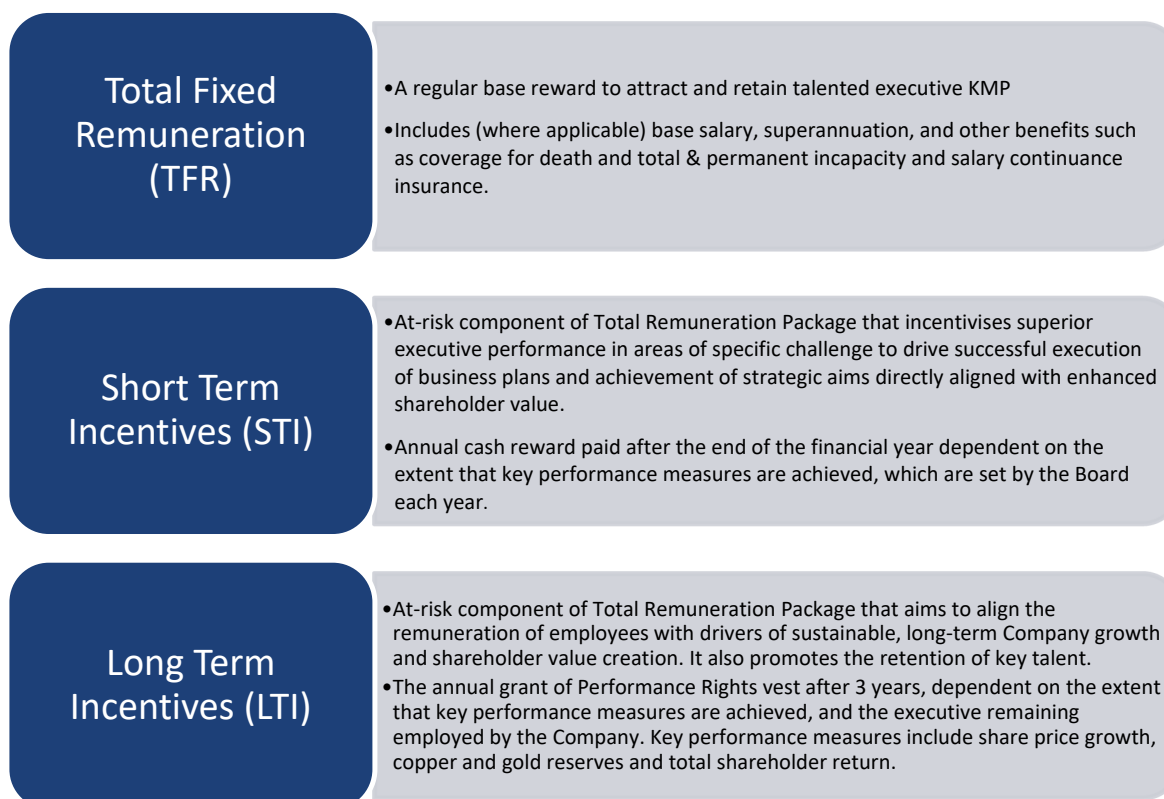 Total Fixed
Remuneration
(TFR)
•A regular base reward to attract and retain talented executive KMP
•Includes (where applicable) base salary, superannuation, and other benefits such
as coverage for death and total & permanent incapacity and salary continuance
insurance.
Short Term
Incentives (STI)
•At-risk component of Total Remuneration Package that incentivises superior
executive performance in areas of specific challenge to drive successful execution
of business plans and achievement of strategic aims directly aligned with enhanced
shareholder value.
•Annual cash reward paid after the end of the financial year dependent on the
extent that key performance measures are achieved, which are set by the Board
each year.
Long Term
Incentives (LTI)
•At-risk component of Total Remuneration Package that aims to align the
remuneration of employees with drivers of sustainable, long-term Company growth
and shareholder value creation. It also promotes the retention of key talent.
•The annual grant of Performance Rights vest after 3 years, dependent on the extent
that key performance measures are achieved, and the executive remaining
employed by the Company. Key performance measures include share price growth,
copper and gold reserves and total shareholder return.